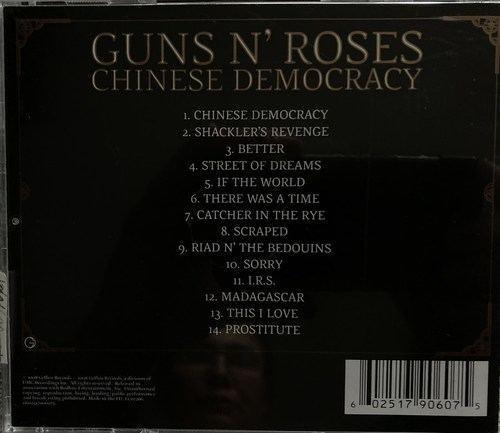 GUNS N' ROSES
CHINESE DEMOCRACY
1. CHINESE DEMOCRACY
2. SHACKLER'S REVENGE
3. BETTER
4. STREET OF DREAMS
5. IF THE WORLD
6. THERE WAS A TIME
7. CATCHER IN THE RYE
8. SCRAPED
9. RIAD N' THE BEDOUINS
10. SORRY
11. I.R.S.
12. MADAGASCAR
13. THIS I LOVE
14. PROSTITUTE
G
6 02517 90607 5